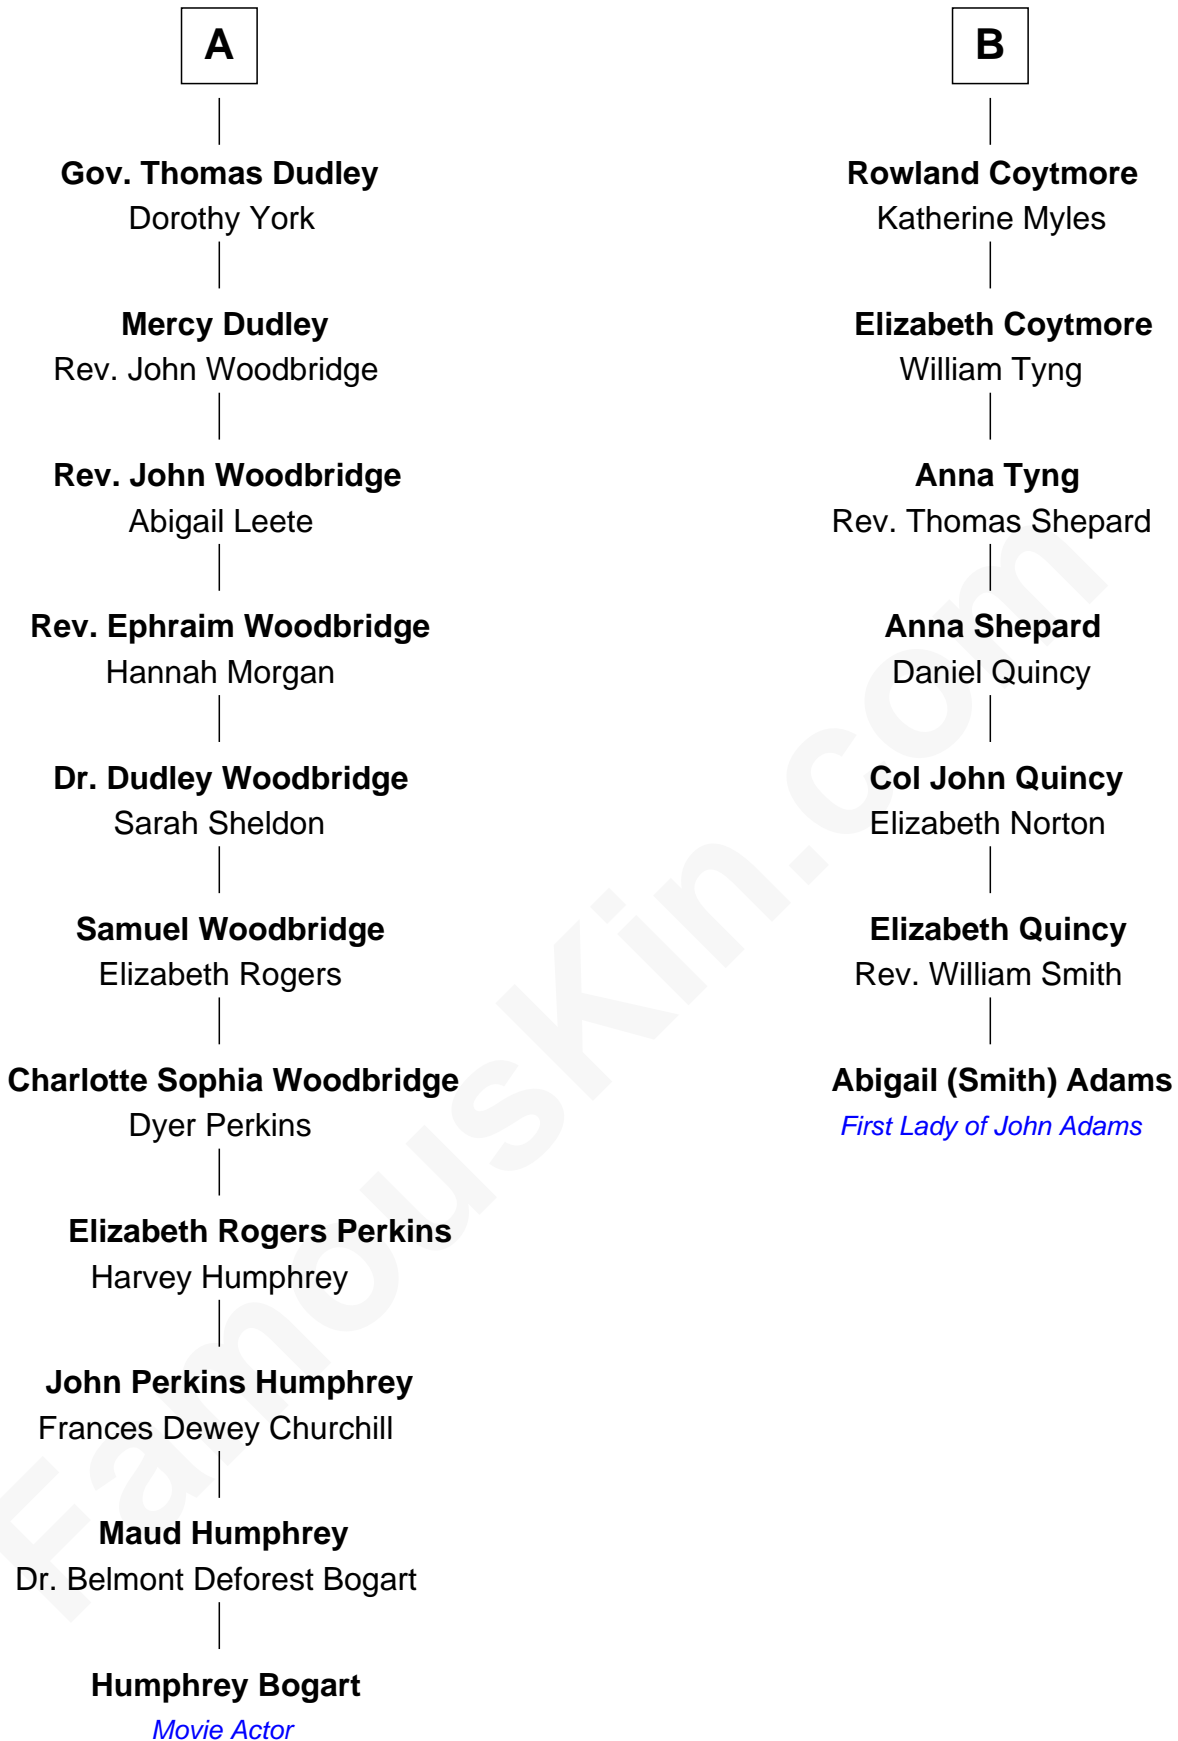 A
Gov. Thomas Dudley
Dorothy York
Mercy Dudley
Rev. John Woodbridge
Rev. John Woodbridge
Abigail Leete
Rev. Ephraim Woodbridge
Hannah Morgan
Dr. Dudley Woodbridge
Sarah Sheldon
Samuel Woodbridge
Elizabeth Rogers
Charlotte Sophia Woodbridge
Dyer Perkins
Elizabeth Rogers Perkins
Harvey Humphrey
John Perkins Humphrey
Frances Dewey Churchill
Maud Humphrey
Dr. Belmont Deforest Bogart
Humphrey Bogart
Movie Actor
B
Rowland Coytmore
Katherine Myles
Elizabeth Coytmore
William Tyng
Anna Tyng
Rev. Thomas Shepard
Anna Shepard
Daniel Quincy
Col John Quincy
Elizabeth Norton
Elizabeth Quincy
Rev. William Smith
Abigail (Smith) Adams
First Lady of John Adams
FamousKin.com